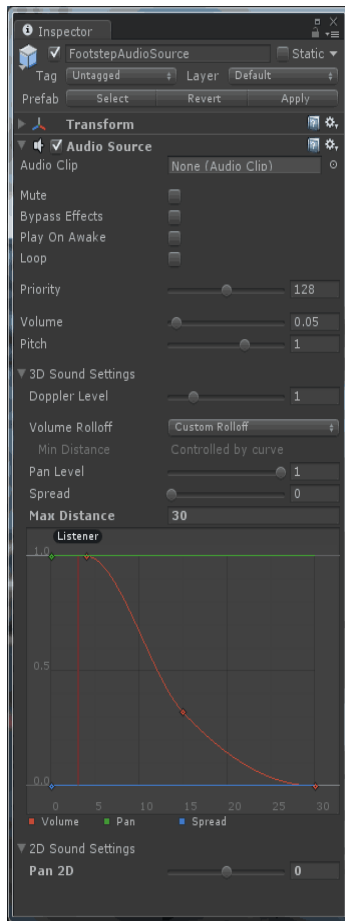 Inspector
FootstepAudioSource Static
Tag Untagged Layer Default
Prefab Select Revert Apply
Transform
Audio Source
Audio Clip None (Audio Clip)
Mute
Bypass Effects
Play On Awake
Loop
Priority 128
Volume 0.05
Pitch 1
3D Sound Settings
Doppler Level 1
Volume Rolloff Custom Rolloff
Min Distance Controlled by curve
Pan Level 1
Spread 0
Max Distance 30
Listener
1.0
0.5
0.0
0 5 10 15 20 25 30
Volume Pan Spread
2D Sound Settings
Pan 2D 0